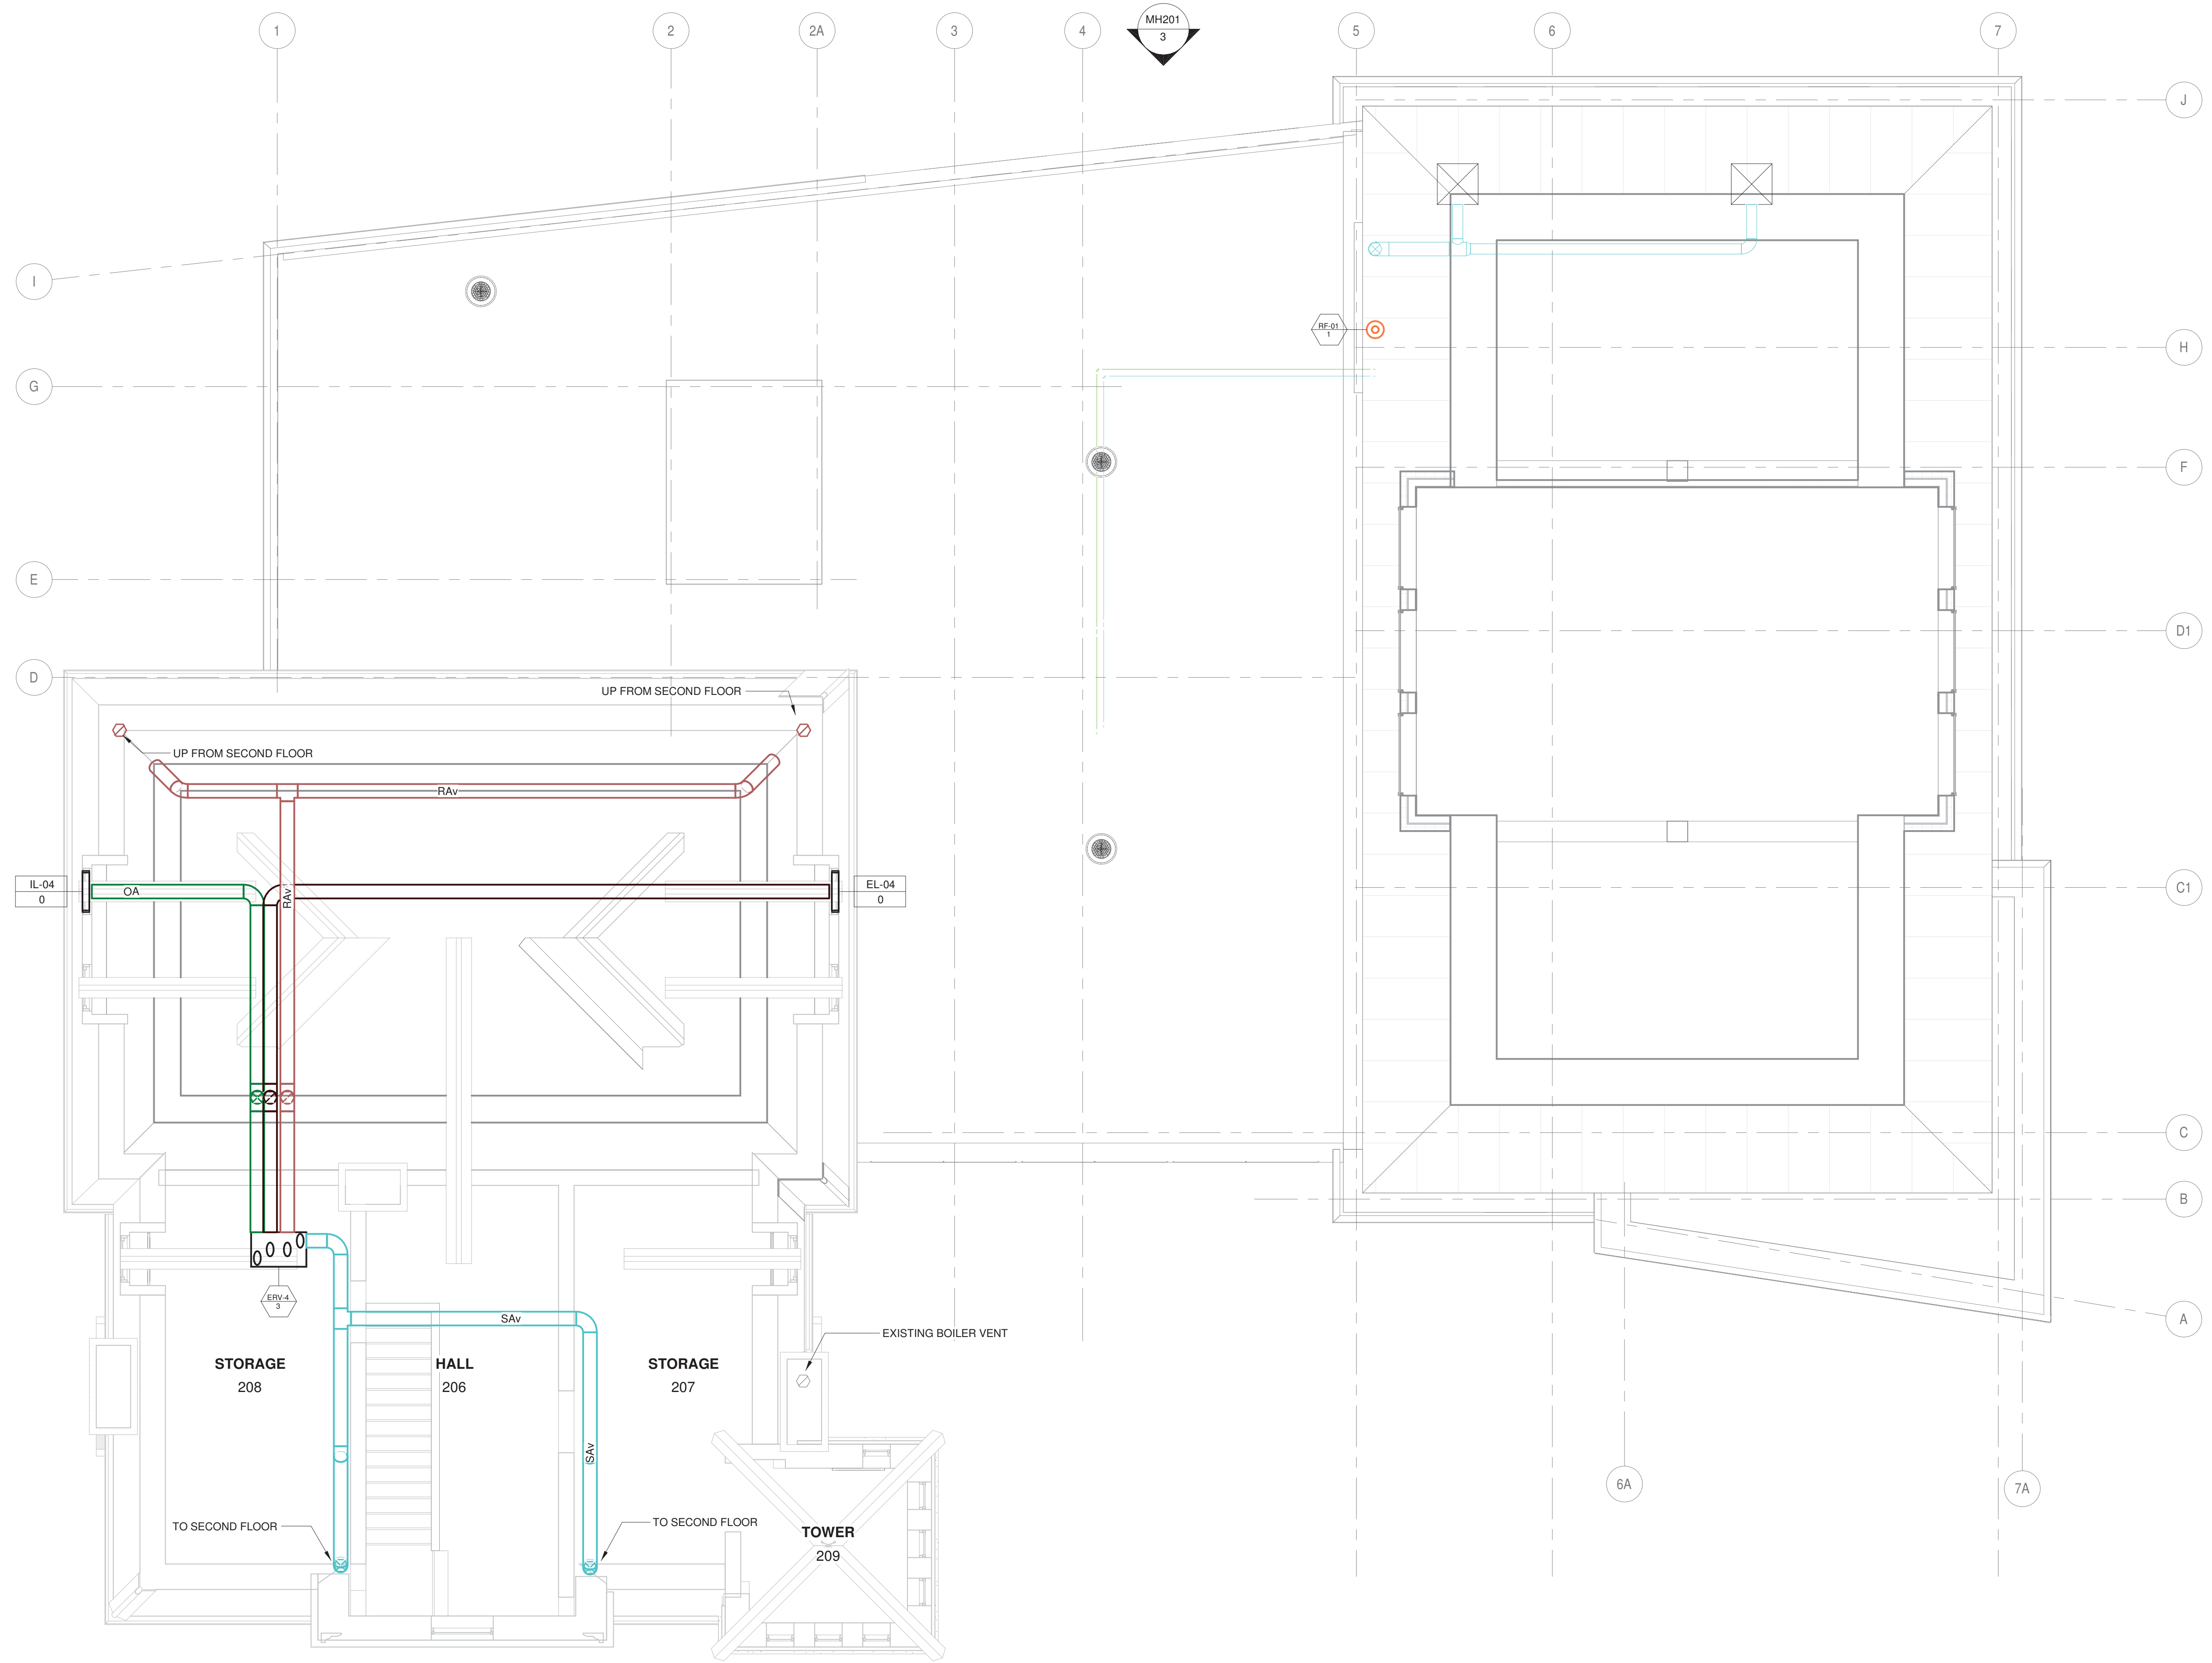 1
2
2A
3
4
MH201
3
5
6
7
J
I
RF-01
1
H
G
F
E
D1
D
UP FROM SECOND FLOOR
UP FROM SECOND FLOOR
RAv
IL-04
0
OA
RAv
EL-04
0
C1
C
B
ERV-4
3
SAv
A
EXISTING BOILER VENT
STORAGE
208
HALL
206
STORAGE
207
SAv
6A
7A
TO SECOND FLOOR
TO SECOND FLOOR
TOWER
209